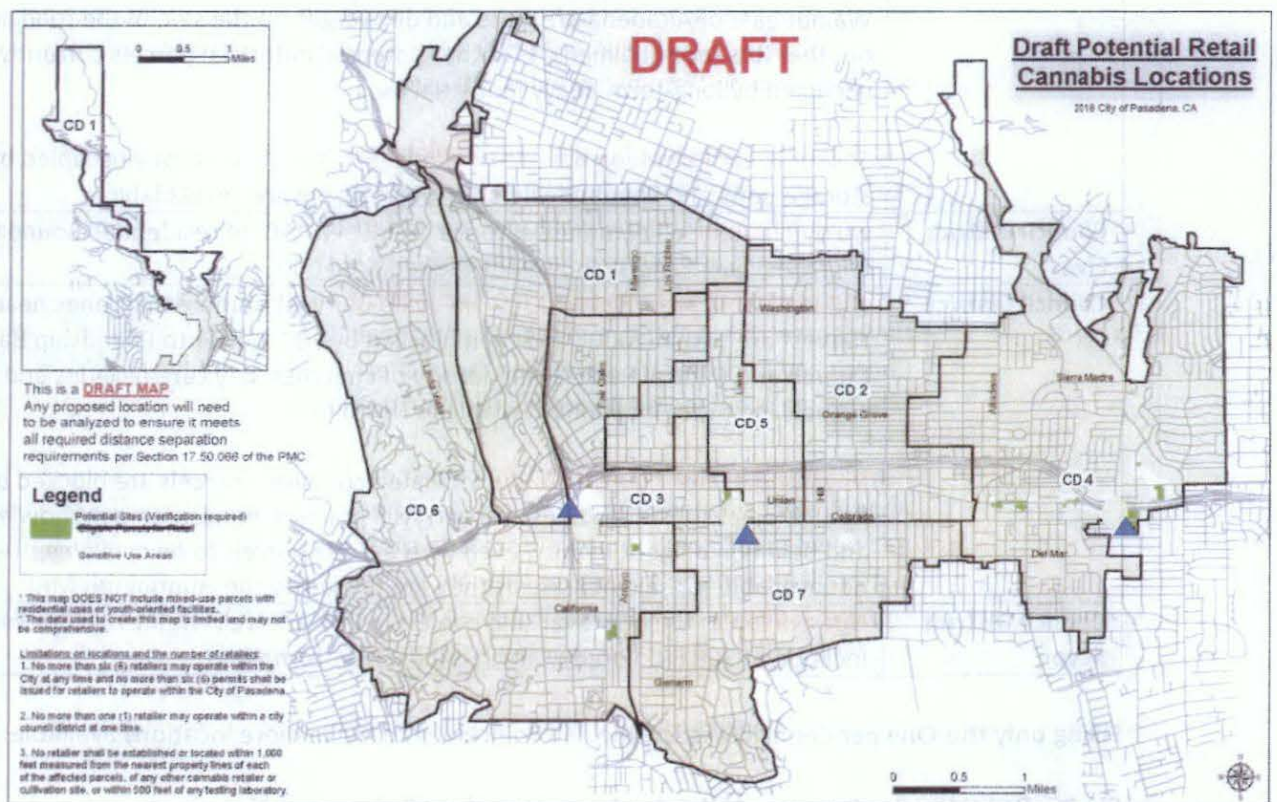 DRAFT
Draft Potential Retail
Cannabis Locations
2018 City of Pasadena, CA
0 0.5
Miles
CD 1
This is a DRAFT MAP
Any proposed location will need
to be analyzed to ensure it meets
all required distance separation
requirements per Section 17.50.066 of the PMC
Legend
Potential Sites (Verification required)
Sensitive Use Areas
* This map DOES NOT include mixed-use parcels with
residential uses or youth-oriented facilities.
* The data used to create this map is limited and may not
be comprehensive.
Limitations on locations and the number of retailers:
1. No more than six (6) retailers may operate within the
City at any time and no more than six (6) permits shall be
issued for retailers to operate within the City of Pasadena.
2. No more than one (1) retailer may operate within a city
council district at one time.
3. No retailer shall be established or located within 1,000
feet measured from the nearest property lines of each
of the affected parcels, of any other cannabis retailer or
cultivation site, or within 500 feet of any testing laboratory.
CD 1
Marengo
Los Robles
Washington
Linda Vista
Fair Oaks
Lake
CD 2
Orange Grove
Altadena
Sierra Madre
CD 5
CD 6
CD 3
Union
Hill
Colorado
CD 4
Del Mar
California
Arroyo
CD 7
Glenarm
0 0.5 1
Miles